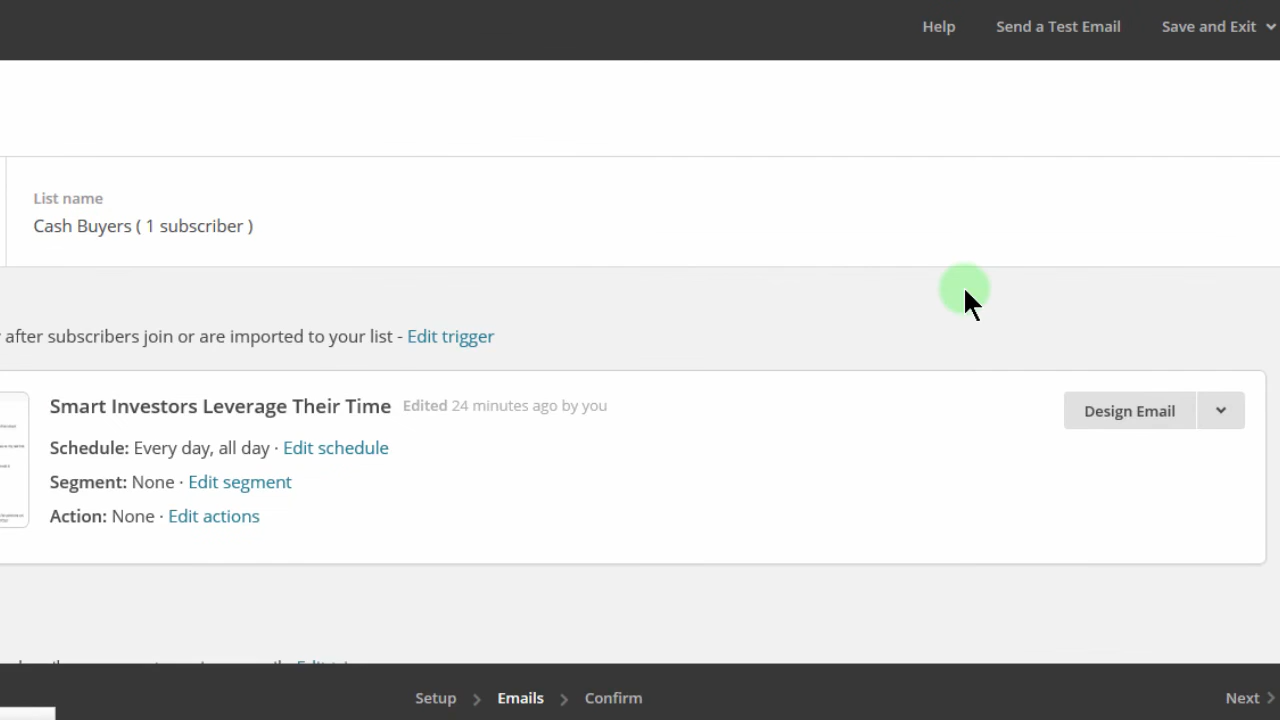 Help Send a Test Email Save and Exit
List name
Cash Buyers ( 1 subscriber )
after subscribers join or are imported to your list - Edit trigger
Smart Investors Leverage Their Time Edited 24 minutes ago by you
Design Email
Schedule: Every day, all day · Edit schedule
Segment: None · Edit segment
Action: None · Edit actions
Setup Emails Confirm Next